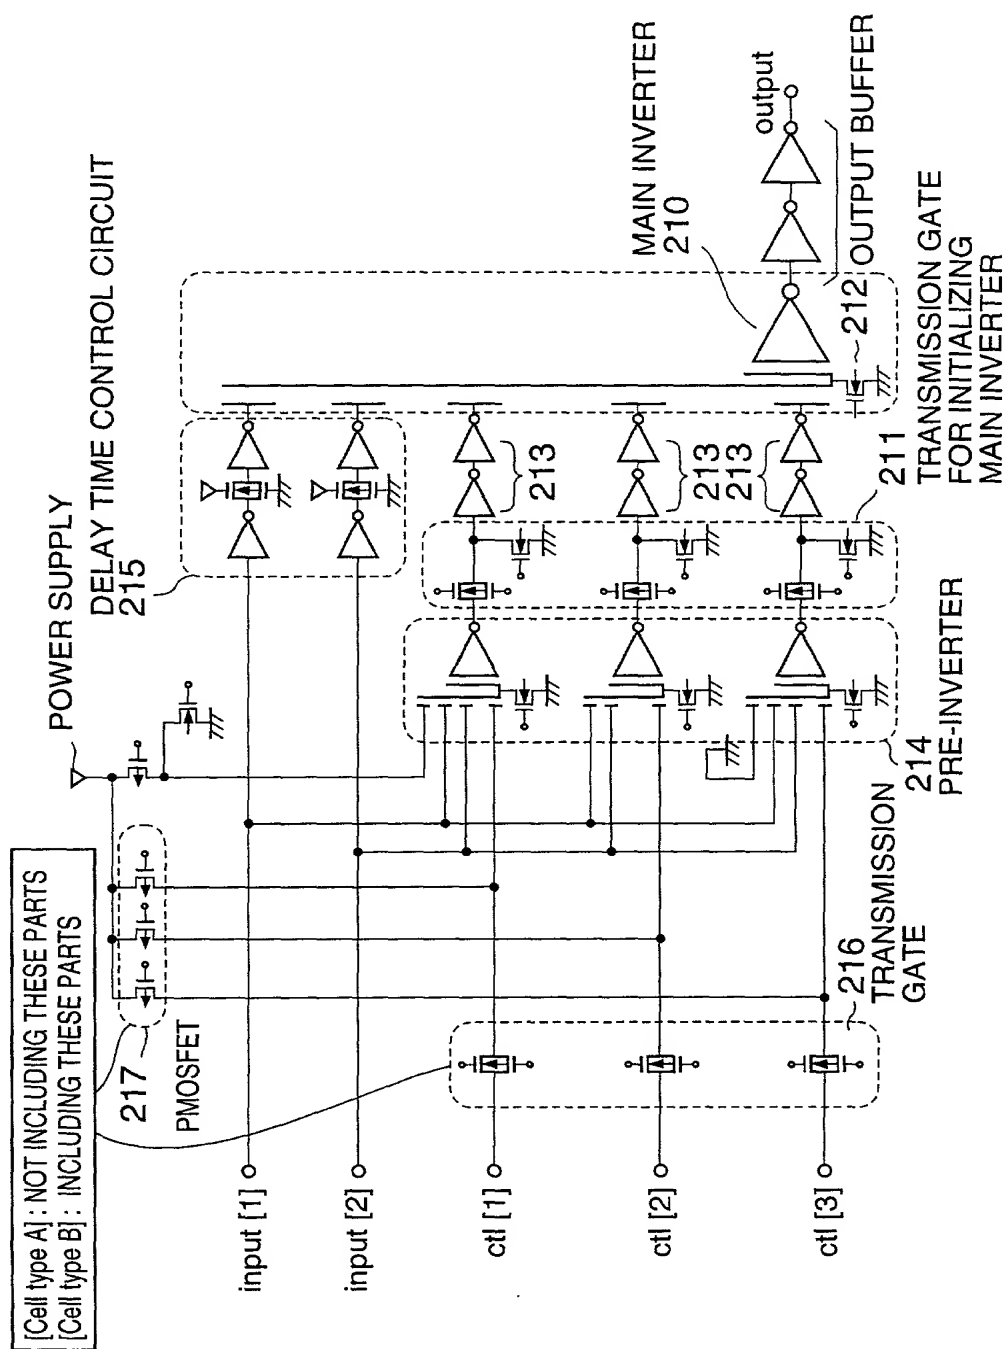 [Cell type A] : NOT INCLUDING THESE PARTS
[Cell type B] : INCLUDING THESE PARTS
POWER SUPPLY
DELAY TIME CONTROL CIRCUIT
215
MAIN INVERTER
210
output
OUTPUT BUFFER
212
TRANSMISSION GATE
FOR INITIALIZING
MAIN INVERTER
211
213
213
213
214
PRE-INVERTER
216
TRANSMISSION
GATE
217
PMOSFET
input [1]
input [2]
ctl [1]
ctl [2]
ctl [3]